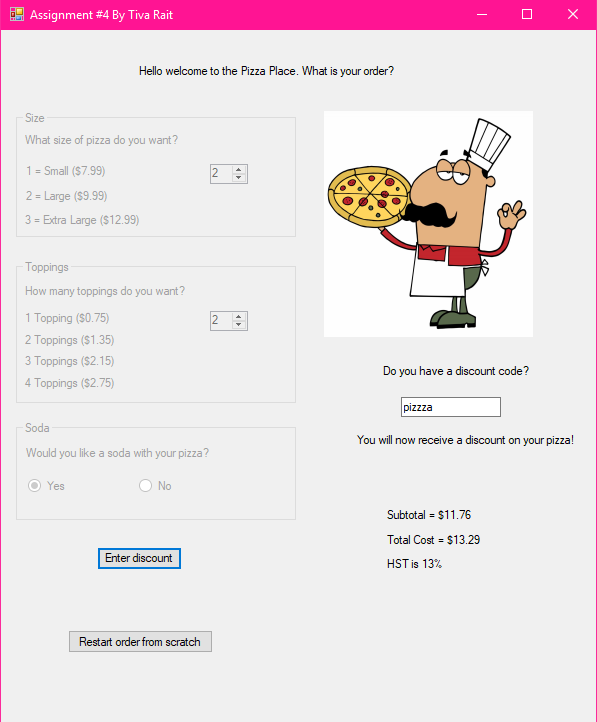 Assignment #4 By Tiva Rait
Hello welcome to the Pizza Place. What is your order?
Size
What size of pizza do you want?
1 = Small ($7.99)
2
2 = Large ($9.99)
3 = Extra Large ($12.99)
Toppings
How many toppings do you want?
1 Topping ($0.75)
2
2 Toppings ($1.35)
3 Toppings ($2.15)
4 Toppings ($2.75)
Soda
Would you like a soda with your pizza?
Yes
No
Enter discount
Restart order from scratch
Do you have a discount code?
pizzza
You will now receive a discount on your pizza!
Subtotal = $11.76
Total Cost = $13.29
HST is 13%